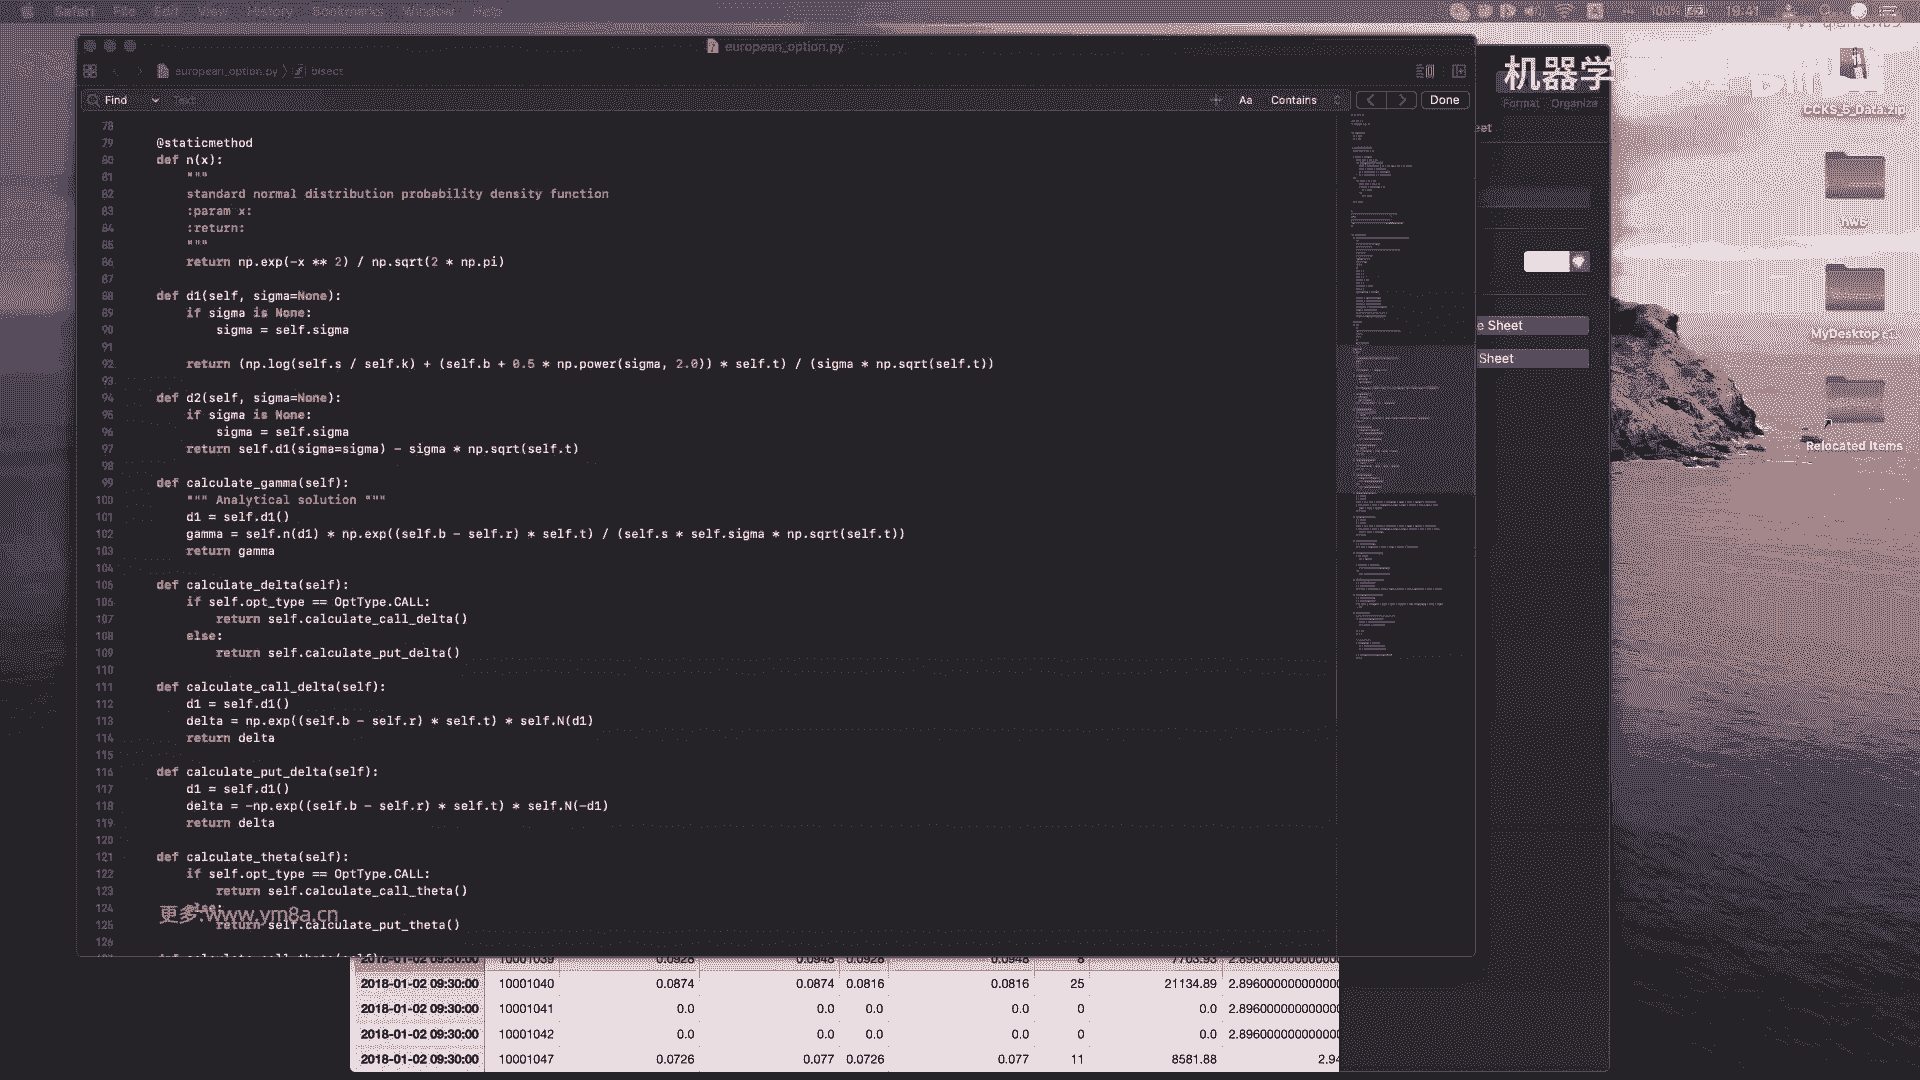 Safari File Edit View History Bookmarks Window Help
100% 19:41
european_option.py
european_option.py 〉 bisect
Find
Text
Aa Contains
Done
78
79 @staticmethod
80 def n(x):
81 """
82 standard normal distribution probability density function
83 :param x:
84 :return:
85 """
86 return np.exp(-x ** 2) / np.sqrt(2 * np.pi)
87
88 def d1(self, sigma=None):
89 if sigma is None:
90 sigma = self.sigma
91
92 return (np.log(self.s / self.k) + (self.b + 0.5 * np.power(sigma, 2.0)) * self.t) / (sigma * np.sqrt(self.t))
93
94 def d2(self, sigma=None):
95 if sigma is None:
96 sigma = self.sigma
97 return self.d1(sigma=sigma) - sigma * np.sqrt(self.t)
98
99 def calculate_gamma(self):
100 """ Analytical solution """
101 d1 = self.d1()
102 gamma = self.n(d1) * np.exp((self.b - self.r) * self.t) / (self.s * self.sigma * np.sqrt(self.t))
103 return gamma
104
105 def calculate_delta(self):
106 if self.opt_type == OptType.CALL:
107 return self.calculate_call_delta()
108 else:
109 return self.calculate_put_delta()
110
111 def calculate_call_delta(self):
112 d1 = self.d1()
113 delta = np.exp((self.b - self.r) * self.t) * self.N(d1)
114 return delta
115
116 def calculate_put_delta(self):
117 d1 = self.d1()
118 delta = -np.exp((self.b - self.r) * self.t) * self.N(-d1)
119 return delta
120
121 def calculate_theta(self):
122 if self.opt_type == OptType.CALL:
123 return self.calculate_call_theta()
124 else:
125 return self.calculate_put_theta()
126
更多:www.ym8a.cn
机器学
Format Organize
eet
e Sheet
Sheet
CCKS_5_Data.zip
hw6
MyDesktop c...
Relocated Items
2018-01-02 09:30:00 10001039 0.0928 0.0948 0.0928 0.0948 8 7703.93 2.8960000000000
2018-01-02 09:30:00 10001040 0.0874 0.0874 0.0816 0.0816 25 21134.89 2.8960000000000
2018-01-02 09:30:00 10001041 0.0 0.0 0.0 0.0 0 0.0 2.8960000000000
2018-01-02 09:30:00 10001042 0.0 0.0 0.0 0.0 0 0.0 2.8960000000000
2018-01-02 09:30:00 10001047 0.0726 0.077 0.0726 0.077 11 8581.88 2.94